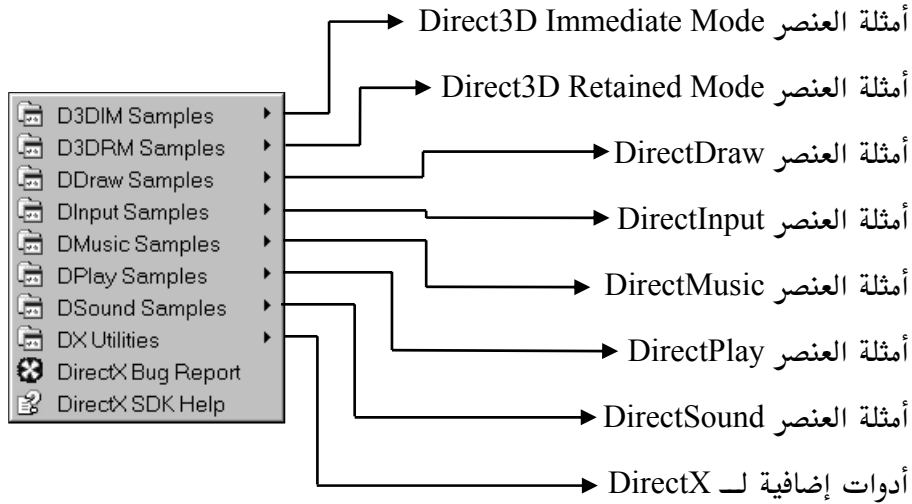 D3DIM Samples
D3DRM Samples
DDraw Samples
DInput Samples
DMusic Samples
DPlay Samples
DSound Samples
DX Utilities
DirectX Bug Report
DirectX SDK Help
أمثلة العنصر Direct3D Immediate Mode
أمثلة العنصر Direct3D Retained Mode
أمثلة العنصر DirectDraw
أمثلة العنصر DirectInput
أمثلة العنصر DirectMusic
أمثلة العنصر DirectPlay
أمثلة العنصر DirectSound
أدوات إضافية لــ DirectX